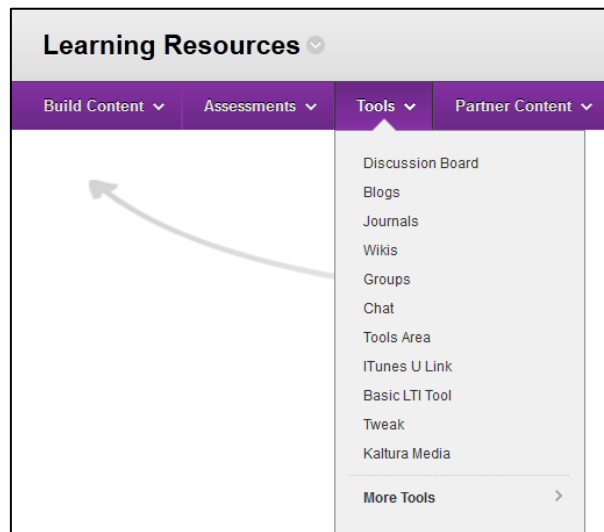 Learning Resources
Build Content Assessments Tools Partner Content
Discussion Board
Blogs
Journals
Wikis
Groups
Chat
Tools Area
ITunes U Link
Basic LTI Tool
Tweak
Kaltura Media
More Tools